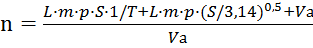 n = (L·m·p·S·1/T+L·m·p·(S/3,14)^0,5 +Va)/Va